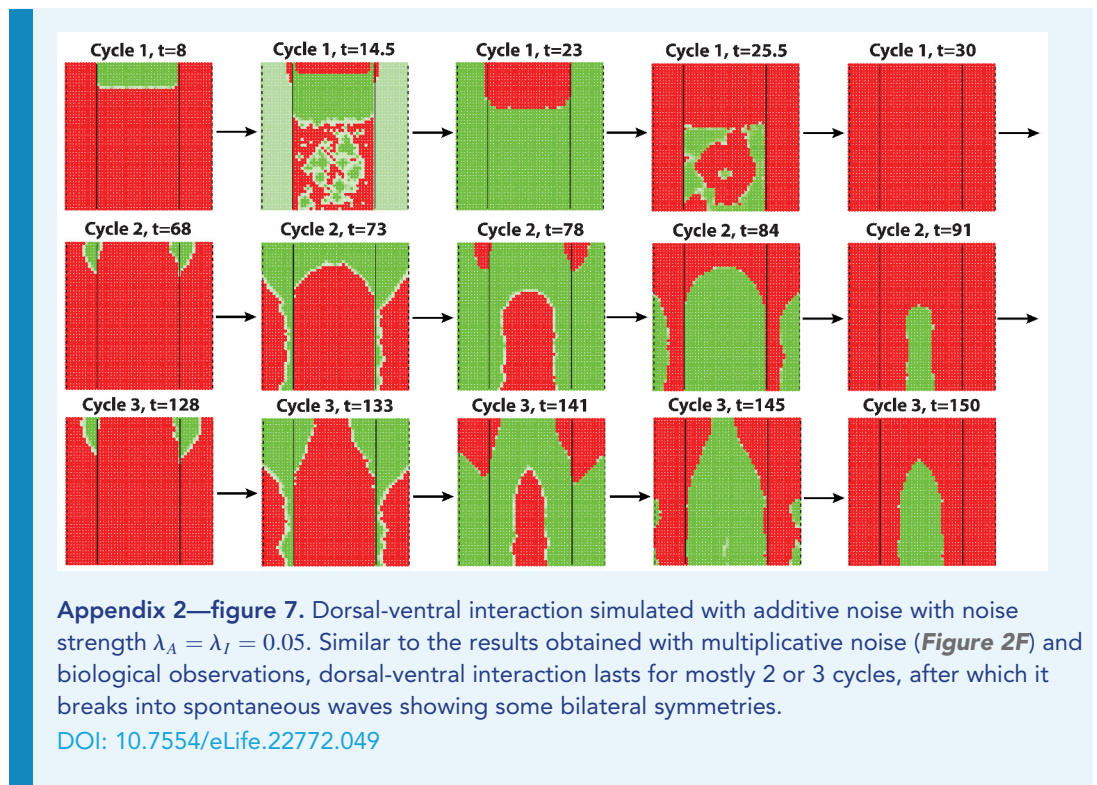 Cycle 1, t=8 Cycle 1, t=14.5 Cycle 1, t=23 Cycle 1, t=25.5 Cycle 1, t=30
Cycle 2, t=68 Cycle 2, t=73 Cycle 2, t=78 Cycle 2, t=84 Cycle 2, t=91
Cycle 3, t=128 Cycle 3, t=133 Cycle 3, t=141 Cycle 3, t=145 Cycle 3, t=150
Appendix 2—figure 7. Dorsal-ventral interaction simulated with additive noise with noise
strength λ_A = λ_I = 0.05. Similar to the results obtained with multiplicative noise (Figure 2F) and
biological observations, dorsal-ventral interaction lasts for mostly 2 or 3 cycles, after which it
breaks into spontaneous waves showing some bilateral symmetries.
DOI: 10.7554/eLife.22772.049